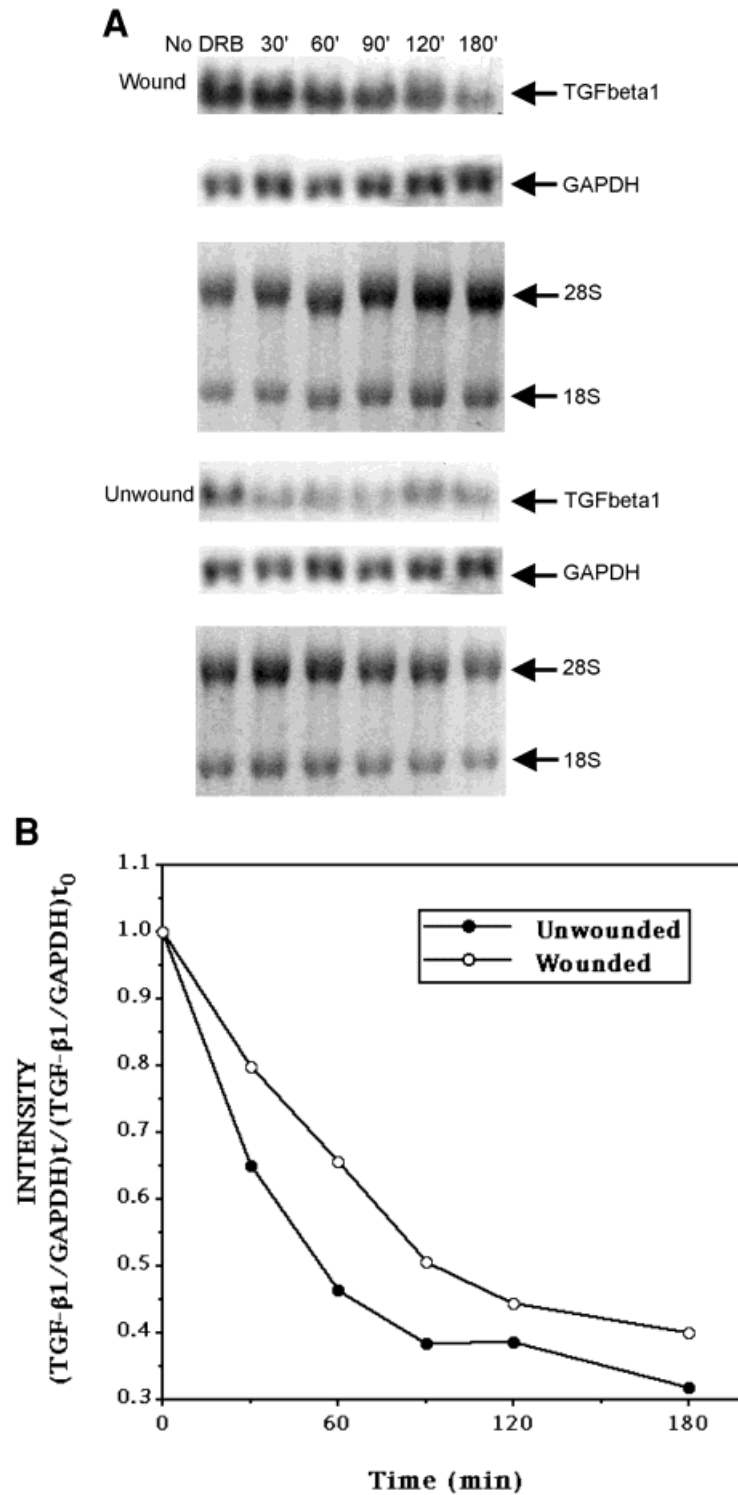 A
No DRB 30' 60' 90' 120' 180'
Wound
TGFbeta1
GAPDH
28S
18S
Unwound
TGFbeta1
GAPDH
28S
18S
B
INTENSITY
(TGF-β1/GAPDH)t/(TGF-β1/GAPDH)t0
1.1
1.0
0.9
0.8
0.7
0.6
0.5
0.4
0.3
Unwounded
Wounded
0 60 120 180
Time (min)